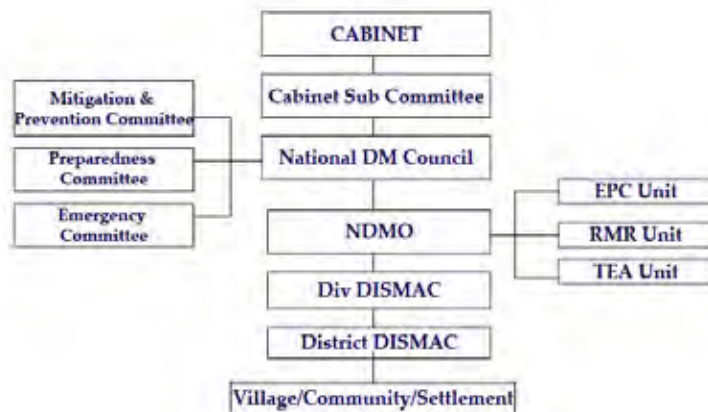 CABINET
Cabinet Sub Committee
Mitigation &
Prevention Committee
National DM Council
Preparedness
Committee
EPC Unit
Emergency
Committee
NDMO
RMR Unit
TEA Unit
Div DISMAC
District DISMAC
Village/Community/Settlement